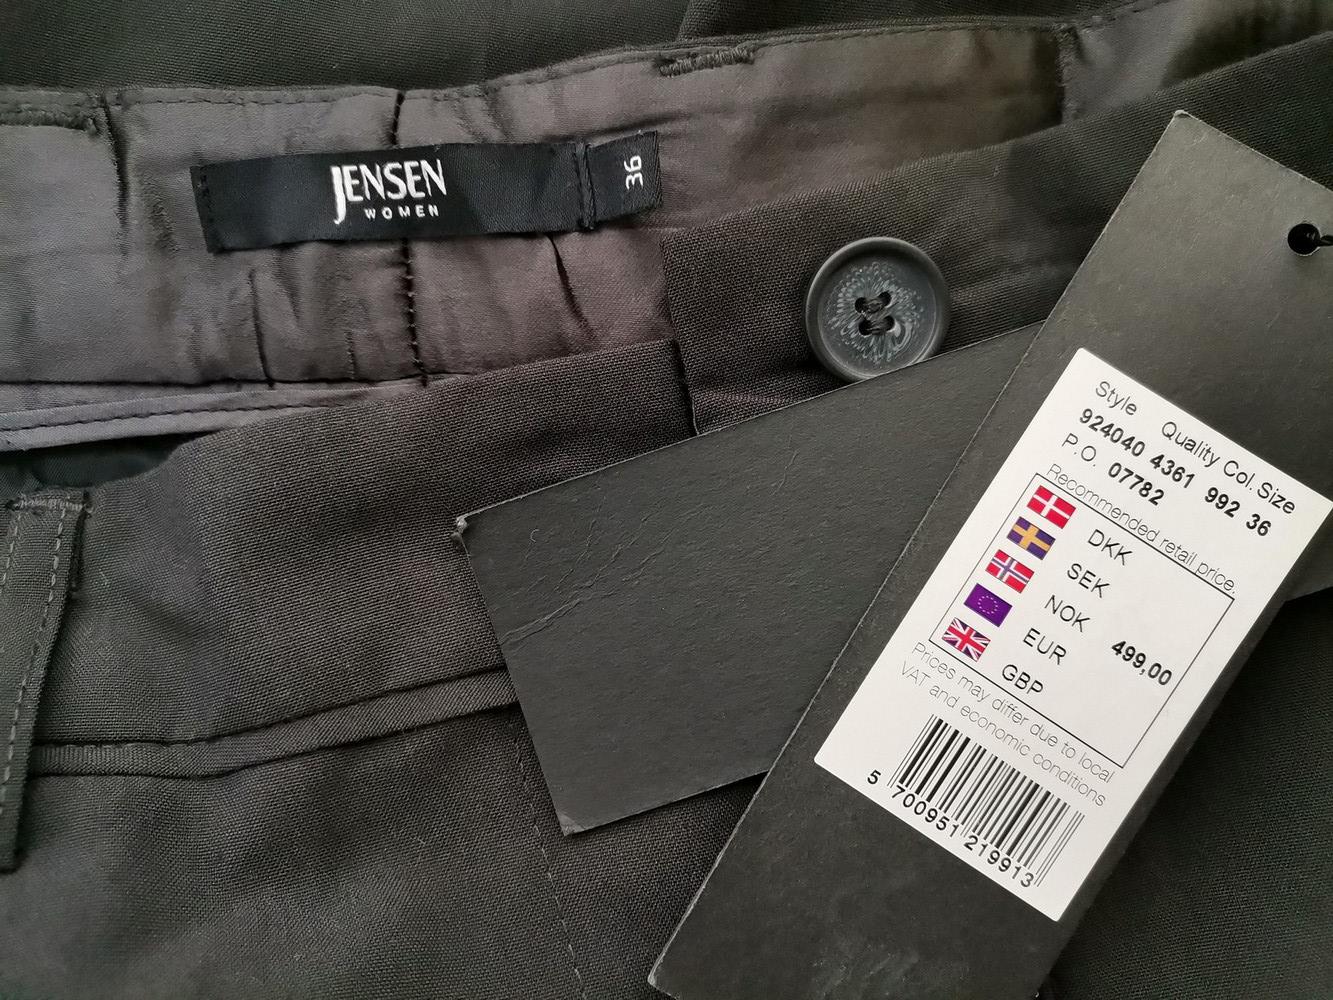 JENSEN
WOMEN
36
Style Quality Col. Size
924040 4361 992 36
P.O. 07782
Recommended retail price.
DKK
SEK
NOK 499,00
EUR
GBP
Prices may differ due to local
VAT and economic conditions
5 700951 219913